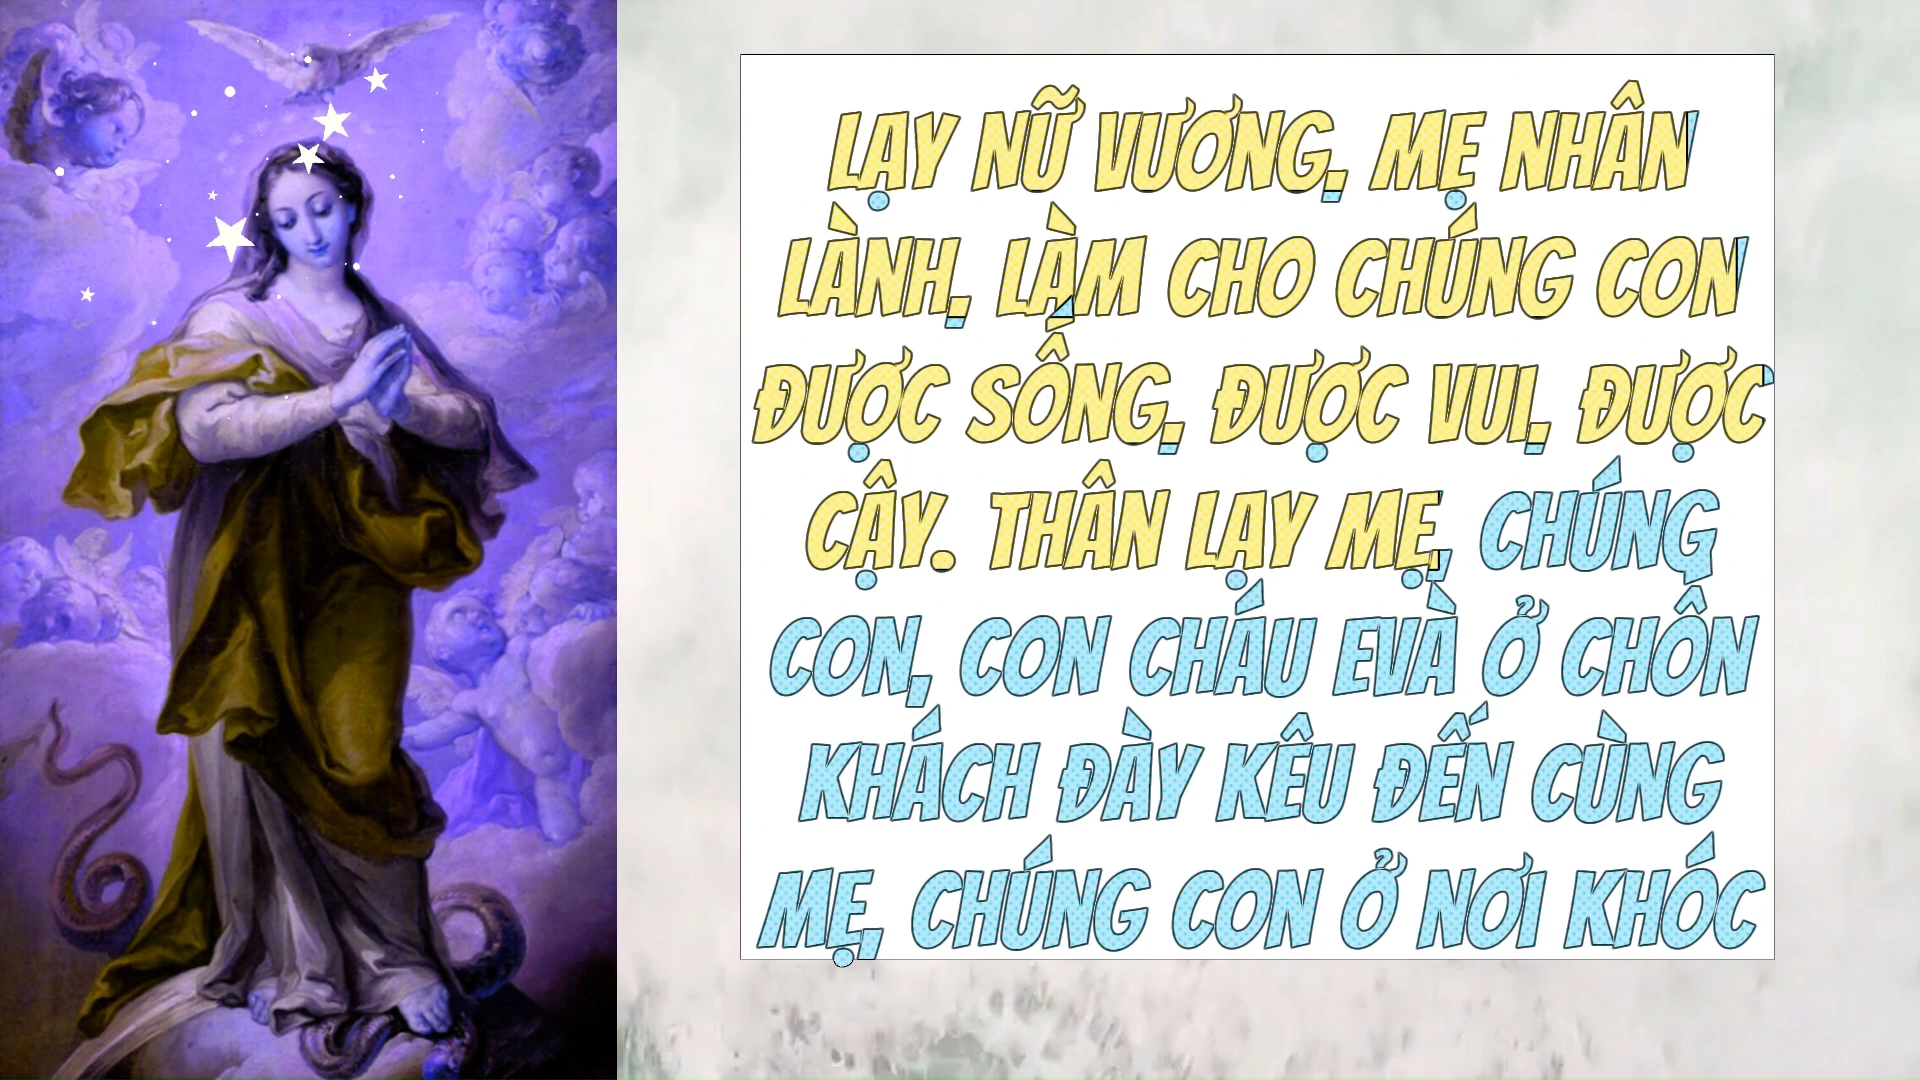 LẠY NỮ VƯƠNG, MẸ NHÂN
LÀNH, LÀM CHO CHÚNG CON
ĐƯỢC SỐNG, ĐƯỢC VUI, ĐƯỢC
CẬY. THÂN LẠY MẸ, CHÚNG
CON, CON CHÁU EVÀ Ở CHÔN
KHÁCH ĐÀY KÊU ĐẾN CÙNG
MẸ, CHÚNG CON Ở NƠI KHÓC